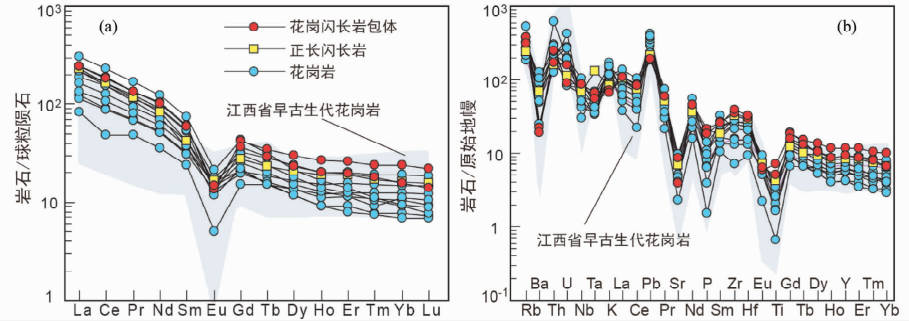 (a)
岩石/球粒陨石
10³
10²
10
1
花岗闪长岩包体
正长闪长岩
花岗岩
江西省早古生代花岗岩
La Ce Pr Nd Sm Eu Gd Tb Dy Ho Er Tm Yb Lu
(b)
岩石/原始地幔
10³
10²
10
1
10⁻¹
江西省早古生代花岗岩
Ba U Ta La Pb Sr P Zr Eu Gd Dy Y Tm
Rb Th Nb K Ce Pr Nd Sm Hf Ti Tb Ho Er Yb